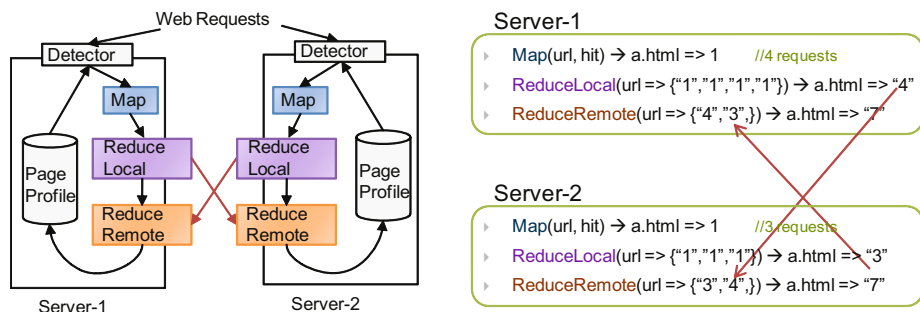 Web Requests
Detector
Map
Reduce Local
Reduce Remote
Page Profile
Server-1
Detector
Map
Reduce Local
Reduce Remote
Page Profile
Server-2
Server-1
Map(url, hit) → a.html => 1 //4 requests
ReduceLocal(url => {“1”,”1”,”1”,”1”}) → a.html => “4”
ReduceRemote(url => {“4”,”3”,}) → a.html => “7”
Server-2
Map(url, hit) → a.html => 1 //3 requests
ReduceLocal(url => {“1”,”1”,”1”}) → a.html => “3”
ReduceRemote(url => {“3”,”4”,}) → a.html => “7”